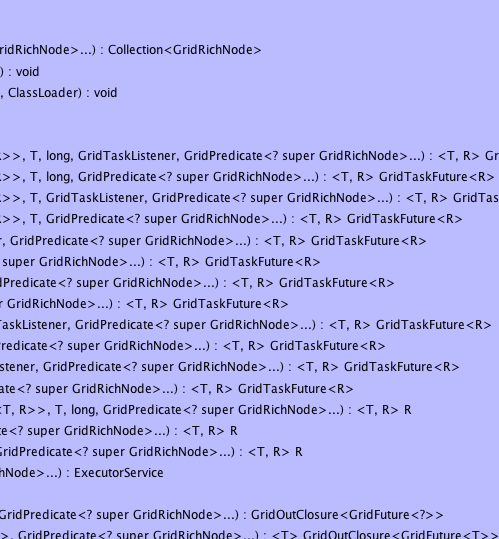 ridRichNode>...) : Collection<GridRichNode>
) : void
, ClassLoader) : void
R>>, T, long, GridTaskListener, GridPredicate<? super GridRichNode>...) : <T, R> Gr
R>>, T, long, GridPredicate<? super GridRichNode>...) : <T, R> GridTaskFuture<R>
R>>, T, GridTaskListener, GridPredicate<? super GridRichNode>...) : <T, R> GridTas
R>>, T, GridPredicate<? super GridRichNode>...) : <T, R> GridTaskFuture<R>
r, GridPredicate<? super GridRichNode>...) : <T, R> GridTaskFuture<R>
super GridRichNode>...) : <T, R> GridTaskFuture<R>
dPredicate<? super GridRichNode>...) : <T, R> GridTaskFuture<R>
r GridRichNode>...) : <T, R> GridTaskFuture<R>
TaskListener, GridPredicate<? super GridRichNode>...) : <T, R> GridTaskFuture<R>
Predicate<? super GridRichNode>...) : <T, R> GridTaskFuture<R>
stener, GridPredicate<? super GridRichNode>...) : <T, R> GridTaskFuture<R>
ate<? super GridRichNode>...) : <T, R> GridTaskFuture<R>
<T, R>>, T, long, GridPredicate<? super GridRichNode>...) : <T, R> R
te<? super GridRichNode>...) : <T, R> R
GridPredicate<? super GridRichNode>...) : <T, R> R
hNode>...) : ExecutorService
GridPredicate<? super GridRichNode>...) : GridOutClosure<GridFuture<?>>
>, GridPredicate<? super GridRichNode>...) : <T> GridOutClosure<GridFuture<T>>